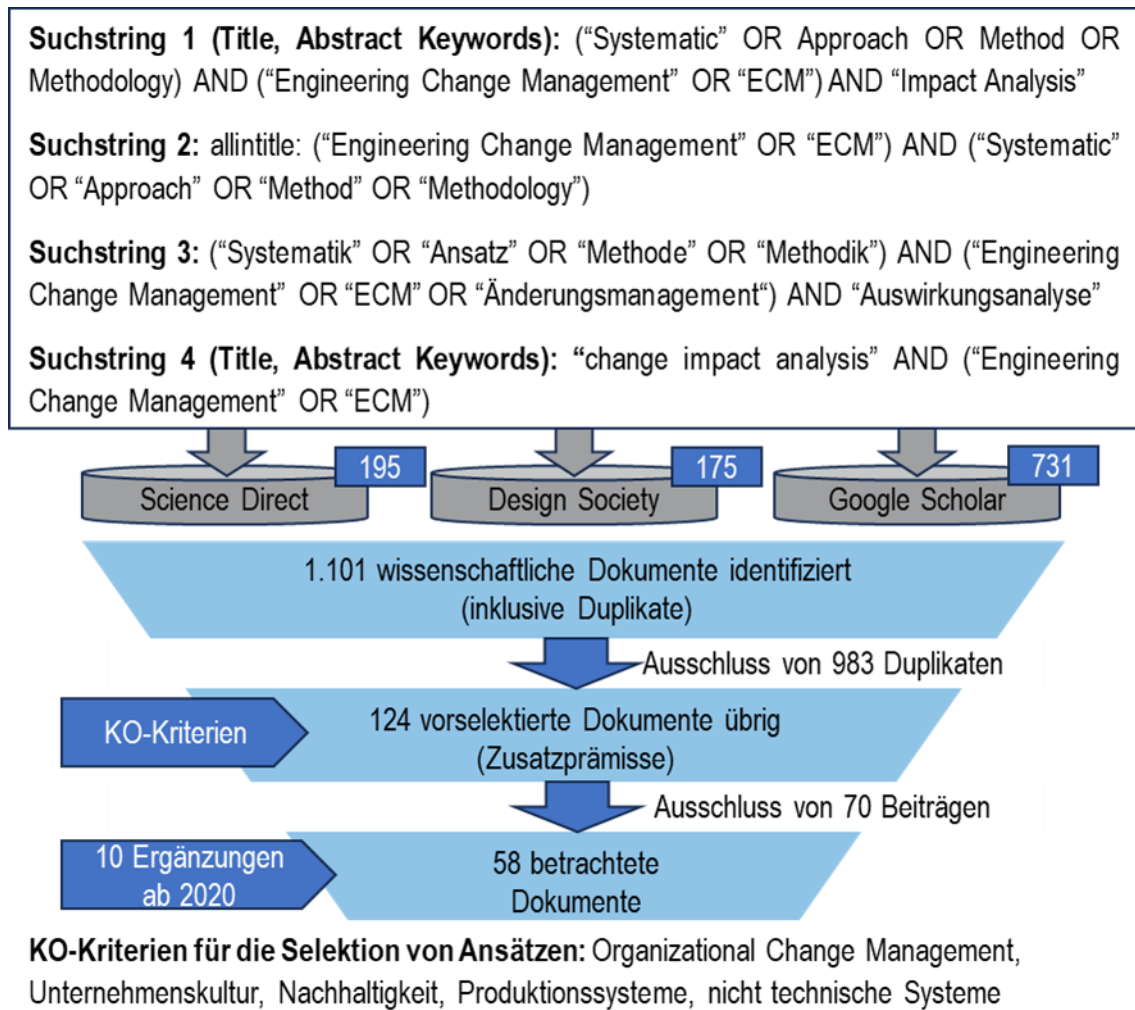 Suchstring 1 (Title, Abstract Keywords): (“Systematic” OR Approach OR Method OR
Methodology) AND (“Engineering Change Management” OR “ECM”) AND “Impact Analysis”
Suchstring 2: allintitle: (“Engineering Change Management” OR “ECM”) AND (“Systematic”
OR “Approach” OR “Method” OR “Methodology”)
Suchstring 3: (“Systematik” OR “Ansatz” OR “Methode” OR “Methodik”) AND (“Engineering
Change Management” OR “ECM” OR “Änderungsmanagement“) AND “Auswirkungsanalyse”
Suchstring 4 (Title, Abstract Keywords): “change impact analysis” AND (“Engineering
Change Management” OR “ECM”)
195
Science Direct
175
Design Society
731
Google Scholar
1.101 wissenschaftliche Dokumente identifiziert
(inklusive Duplikate)
Ausschluss von 983 Duplikaten
KO-Kriterien
124 vorselektierte Dokumente übrig
(Zusatzprämisse)
Ausschluss von 70 Beiträgen
10 Ergänzungen
ab 2020
58 betrachtete
Dokumente
KO-Kriterien für die Selektion von Ansätzen: Organizational Change Management,
Unternehmenskultur, Nachhaltigkeit, Produktionssysteme, nicht technische Systeme